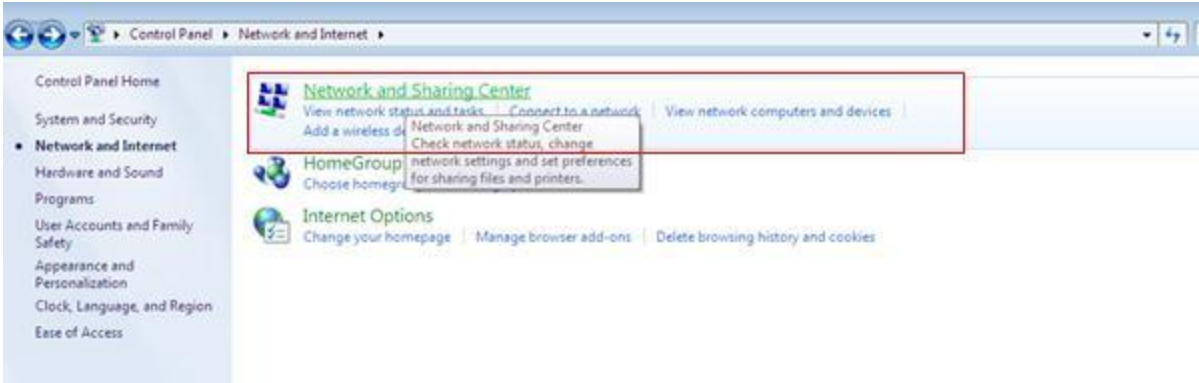 Control Panel Network and Internet
Control Panel Home
System and Security
Network and Internet
Hardware and Sound
Programs
User Accounts and Family
Safety
Appearance and
Personalization
Clock, Language, and Region
Ease of Access
Network and Sharing Center
View network status and tasks Connect to a network View network computers and devices
Add a wireless de
Network and Sharing Center
Check network status, change
network settings and set preferences
for sharing files and printers.
HomeGroup
Choose homegro
Internet Options
Change your homepage Manage browser add-ons Delete browsing history and cookies